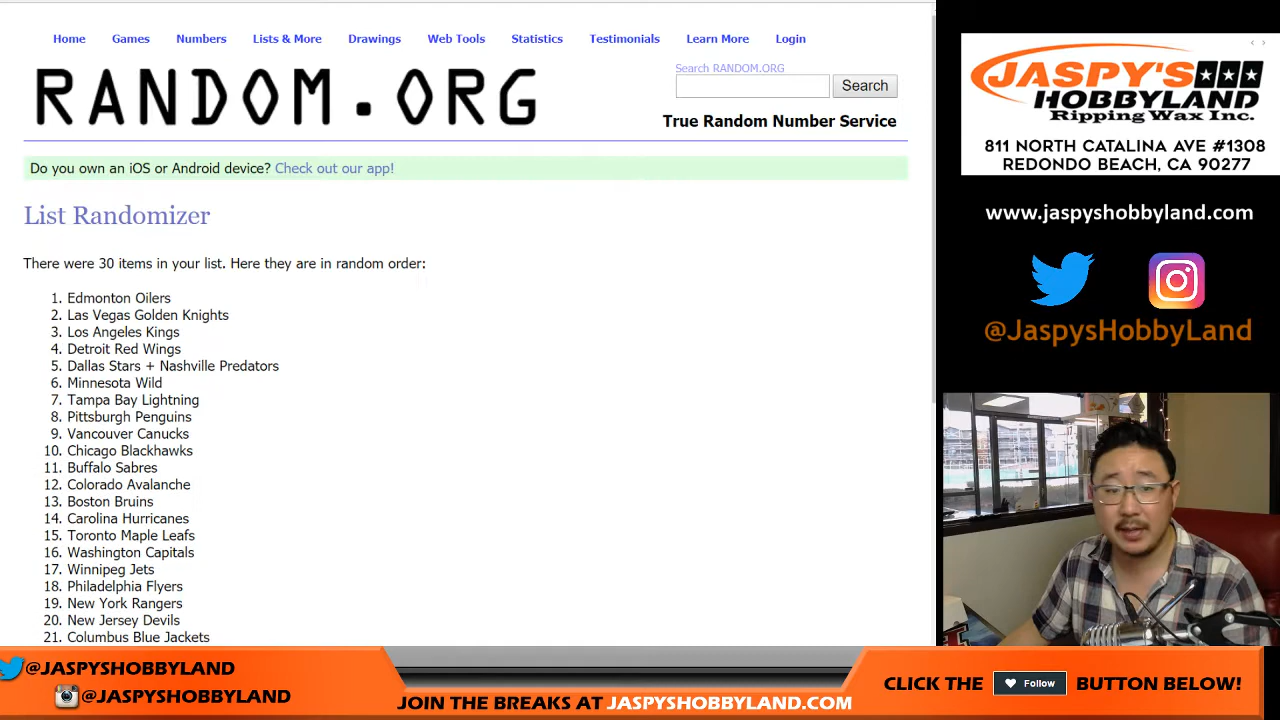 Home Games Numbers Lists & More Drawings Web Tools Statistics Testimonials Learn More Login
RANDOM.ORG
Search RANDOM.ORG
Search
True Random Number Service
Do you own an iOS or Android device? Check out our app!
List Randomizer
There were 30 items in your list. Here they are in random order:
1. Edmonton Oilers
2. Las Vegas Golden Knights
3. Los Angeles Kings
4. Detroit Red Wings
5. Dallas Stars + Nashville Predators
6. Minnesota Wild
7. Tampa Bay Lightning
8. Pittsburgh Penguins
9. Vancouver Canucks
10. Chicago Blackhawks
11. Buffalo Sabres
12. Colorado Avalanche
13. Boston Bruins
14. Carolina Hurricanes
15. Toronto Maple Leafs
16. Washington Capitals
17. Winnipeg Jets
18. Philadelphia Flyers
19. New York Rangers
20. New Jersey Devils
21. Columbus Blue Jackets
JASPY'S
HOBBYLAND
Ripping Wax Inc.
811 NORTH CATALINA AVE #1308
REDONDO BEACH, CA 90277
www.jaspyshobbyland.com
@JaspysHobbyLand
@JASPYSHOBBYLAND
@JASPYSHOBBYLAND
JOIN THE BREAKS AT JASPYSHOBBYLAND.COM
CLICK THE Follow BUTTON BELOW!